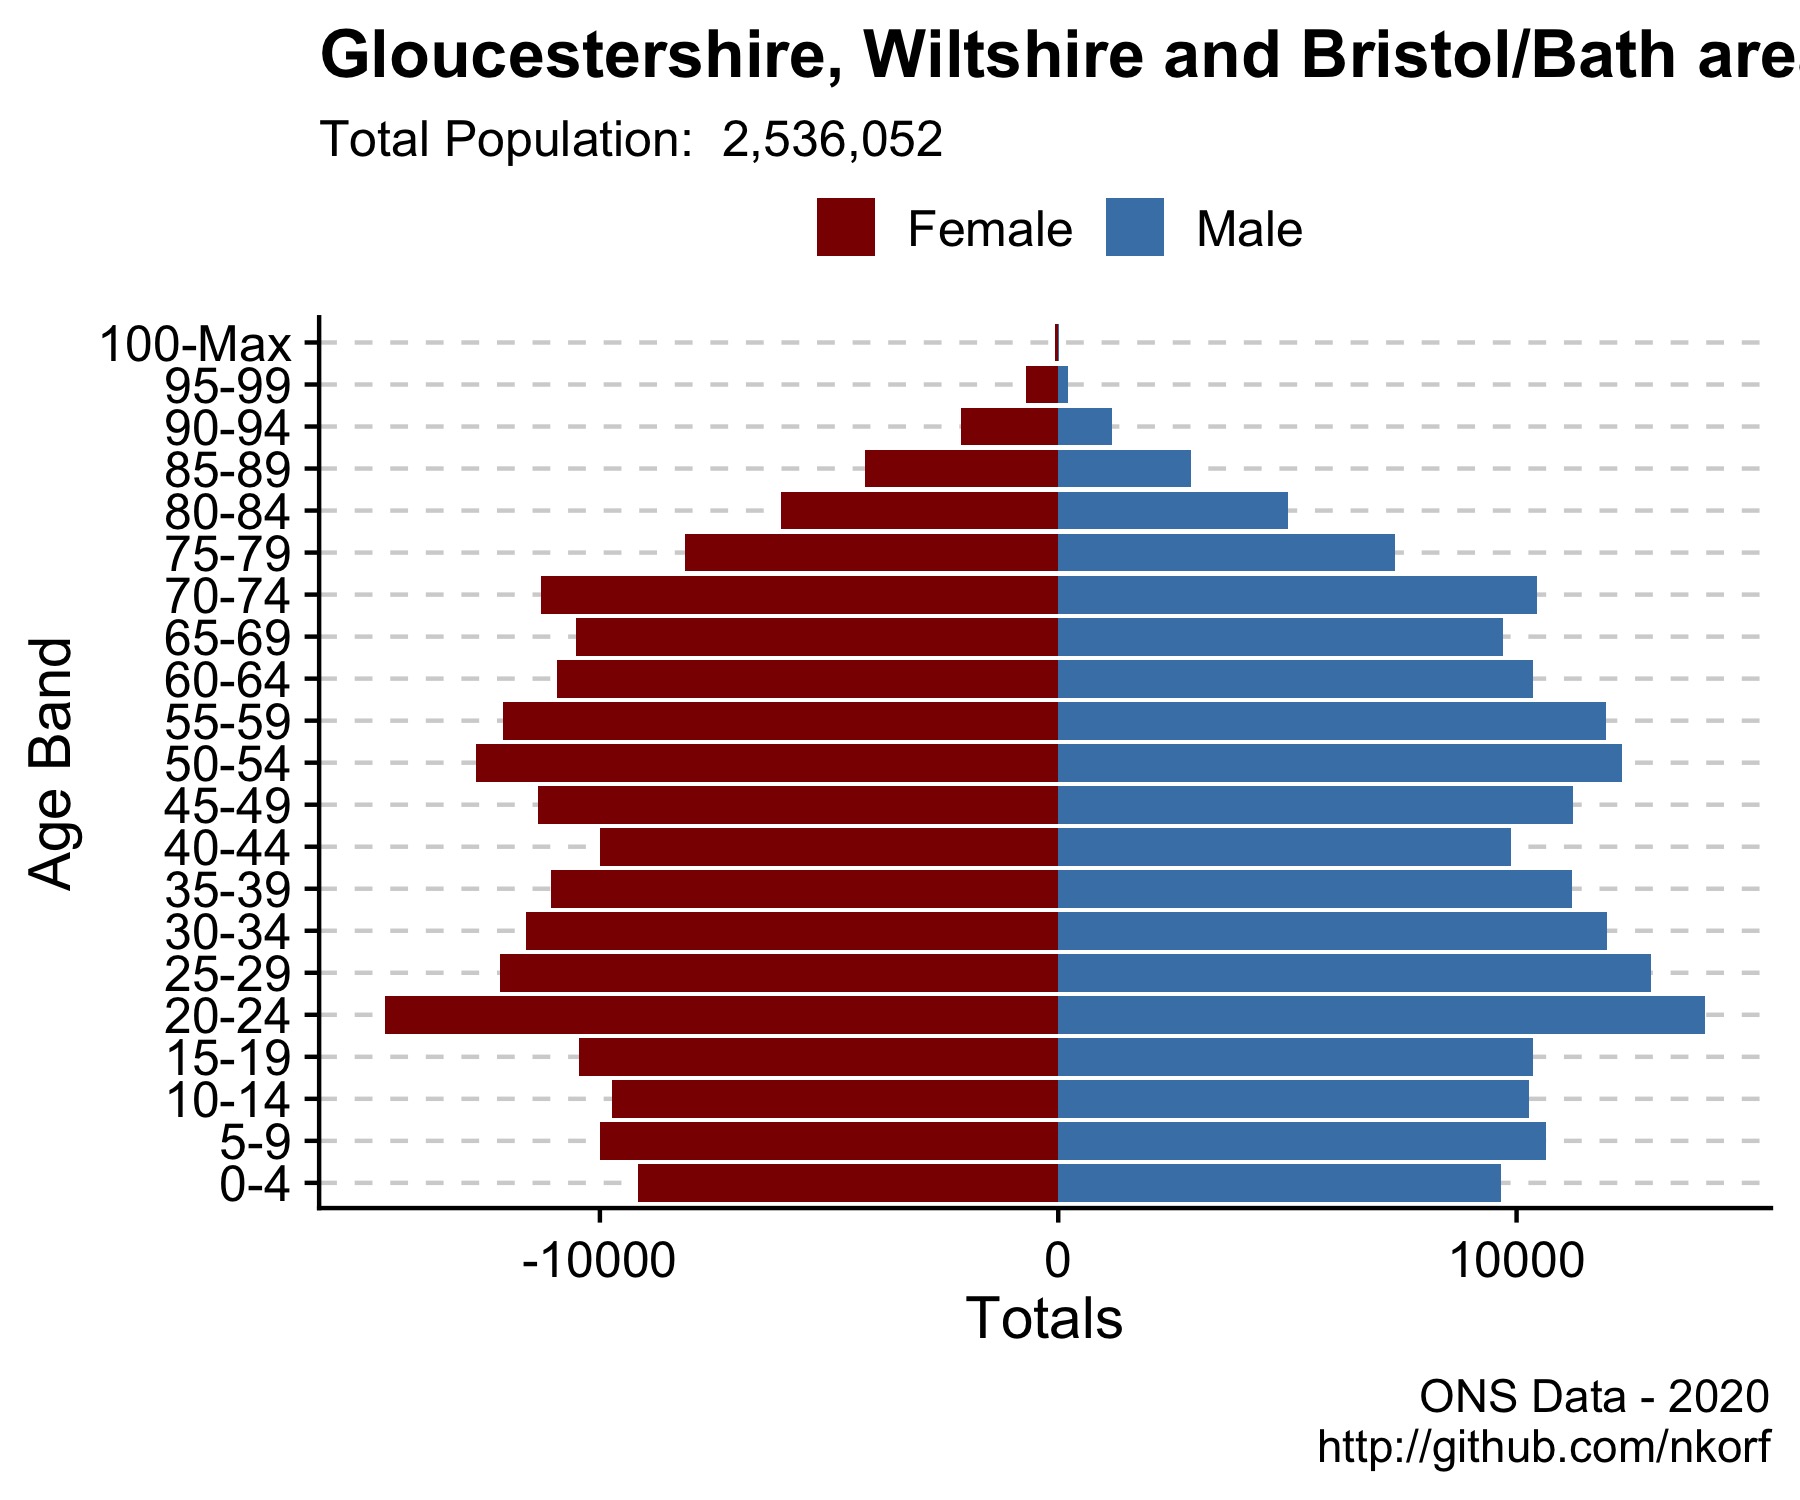 Gloucestershire, Wiltshire and Bristol/Bath are
Total Population:  2,536,052
Female
Male
100-Max
95-99
90-94
85-89
80-84
75-79
70-74
65-69
60-64
55-59
50-54
45-49
40-44
35-39
30-34
25-29
20-24
15-19
10-14
5-9
0-4
Age Band
-10000
0
10000
Totals
ONS Data - 2020
http://github.com/nkorf